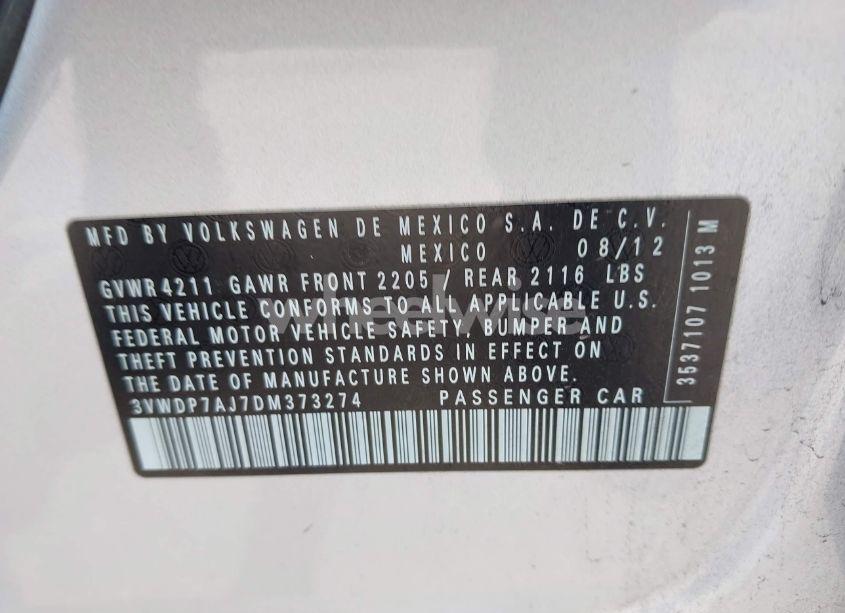 MFD BY VOLKSWAGEN DE MEXICO S.A. DE C.V.
MEXICO 08/12
GVWR4211 GAWR FRONT 2205/ REAR 2116 LBS
THIS VEHICLE CONFORMS TO ALL APPLICABLE U.S.
FEDERAL MOTOR VEHICLE SAFETY, BUMPER AND
THEFT PREVENTION STANDARDS IN EFFECT ON
THE DATE OF MANUFACTURE SHOWN ABOVE.
3VWDP7AJ7DM373274 PASSENGER CAR
3537107 1013 M
wheelwise